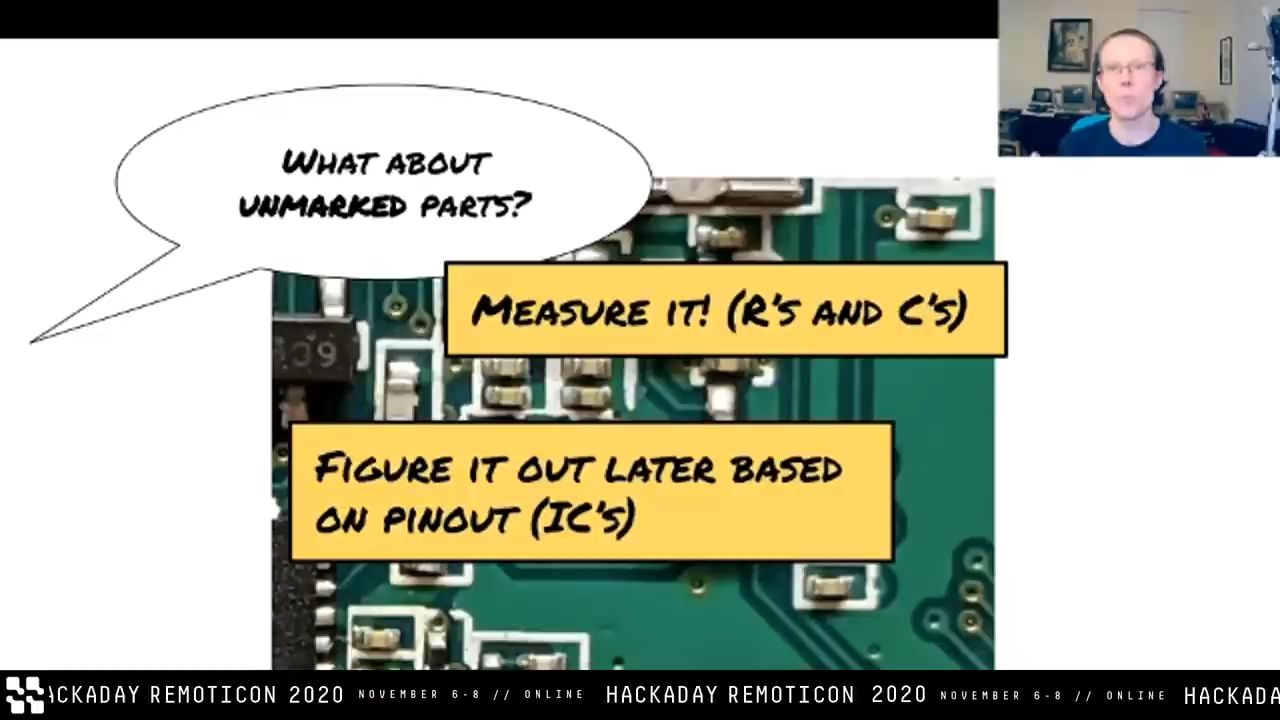 WHAT ABOUT
UNMARKED PARTS?
MEASURE IT! (R'S AND C'S)
FIGURE IT OUT LATER BASED
ON PINOUT (IC'S)
ACKADAY REMOTICON 2020 NOVEMBER 6-8 // ONLINE HACKADAY REMOTICON 2020 NOVEMBER 6-8 // ONLINE HACKADA